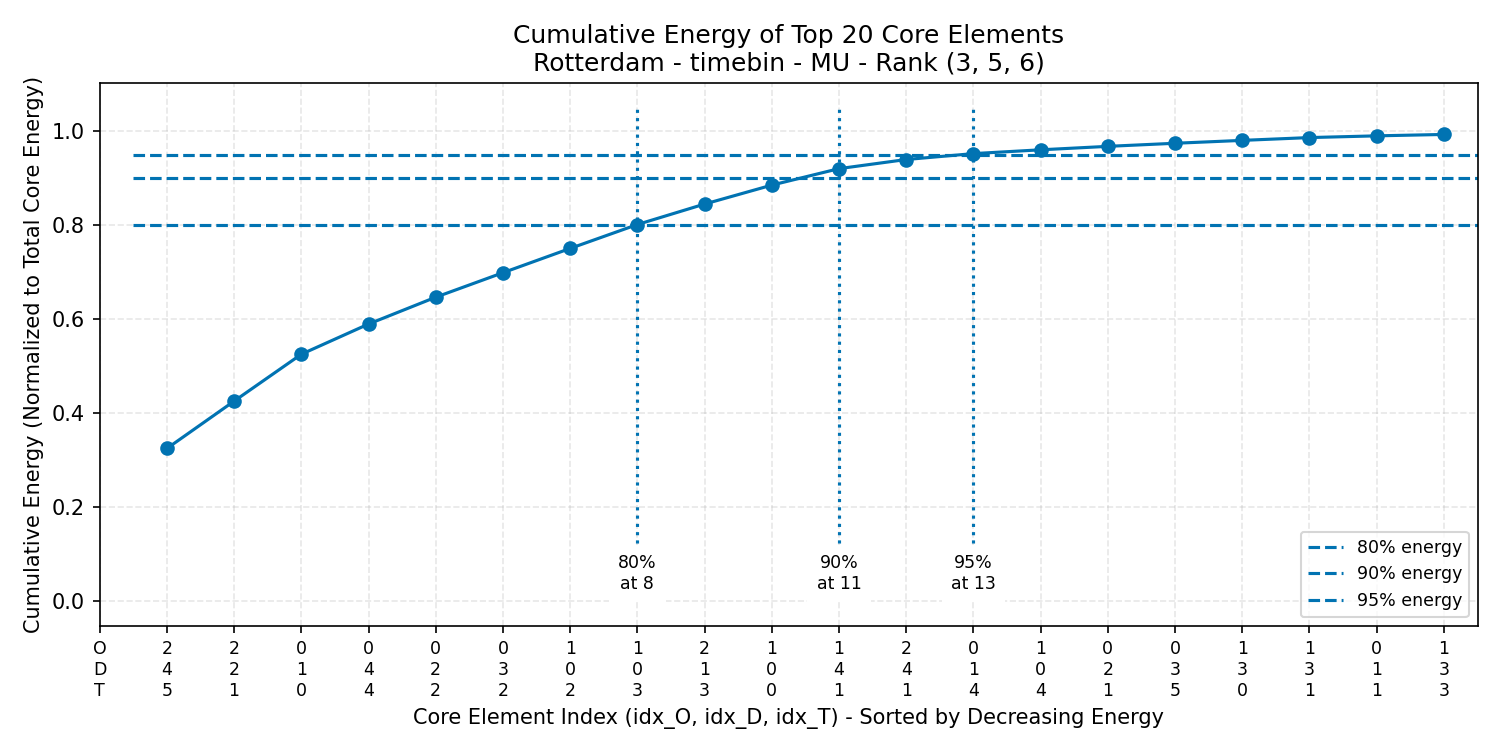 Cumulative Energy of Top 20 Core Elements
Rotterdam - timebin - MU - Rank (3, 5, 6)
Cumulative Energy (Normalized to Total Core Energy)
1.0
0.8
0.6
0.4
0.2
0.0
80%
at 8
90%
at 11
95%
at 13
80% energy
90% energy
95% energy
O 2 2 0 0 0 0 1 1 2 1 1 2 0 1 0 0 1 1 0 1
D 4 2 1 4 2 3 0 0 1 0 4 4 1 0 2 3 3 3 1 3
T 5 1 0 4 2 2 2 3 3 0 1 1 4 4 1 5 0 1 1 3
Core Element Index (idx_O, idx_D, idx_T) - Sorted by Decreasing Energy